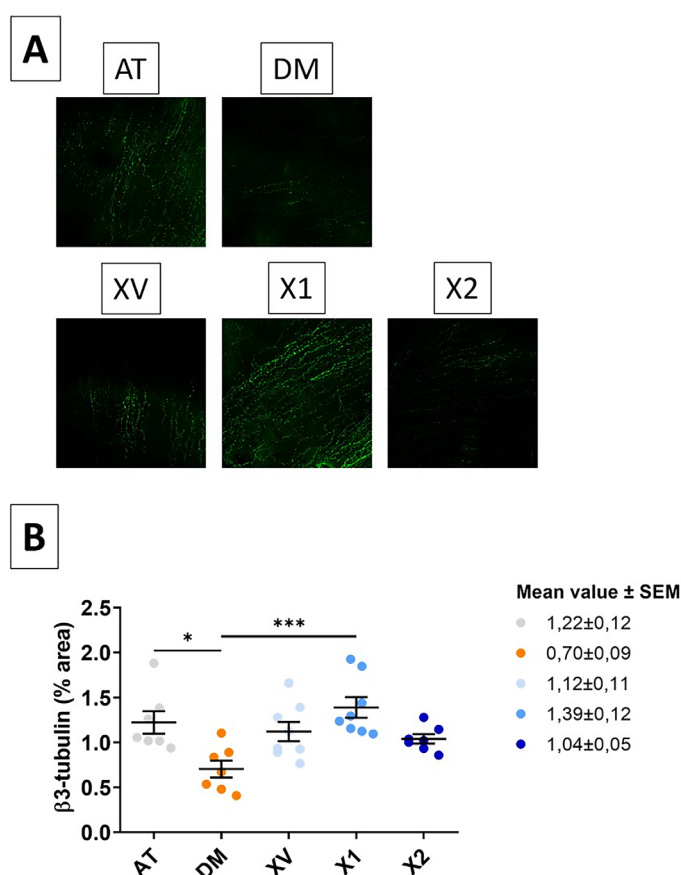 A
AT
DM
XV
X1
X2
B
Mean value ± SEM
1,22±0,12
0,70±0,09
1,12±0,11
1,39±0,12
1,04±0,05
β3-tubulin (% area)
2.5
2.0
1.5
1.0
0.5
0.0
*
***
AT
DM
XV
X1
X2